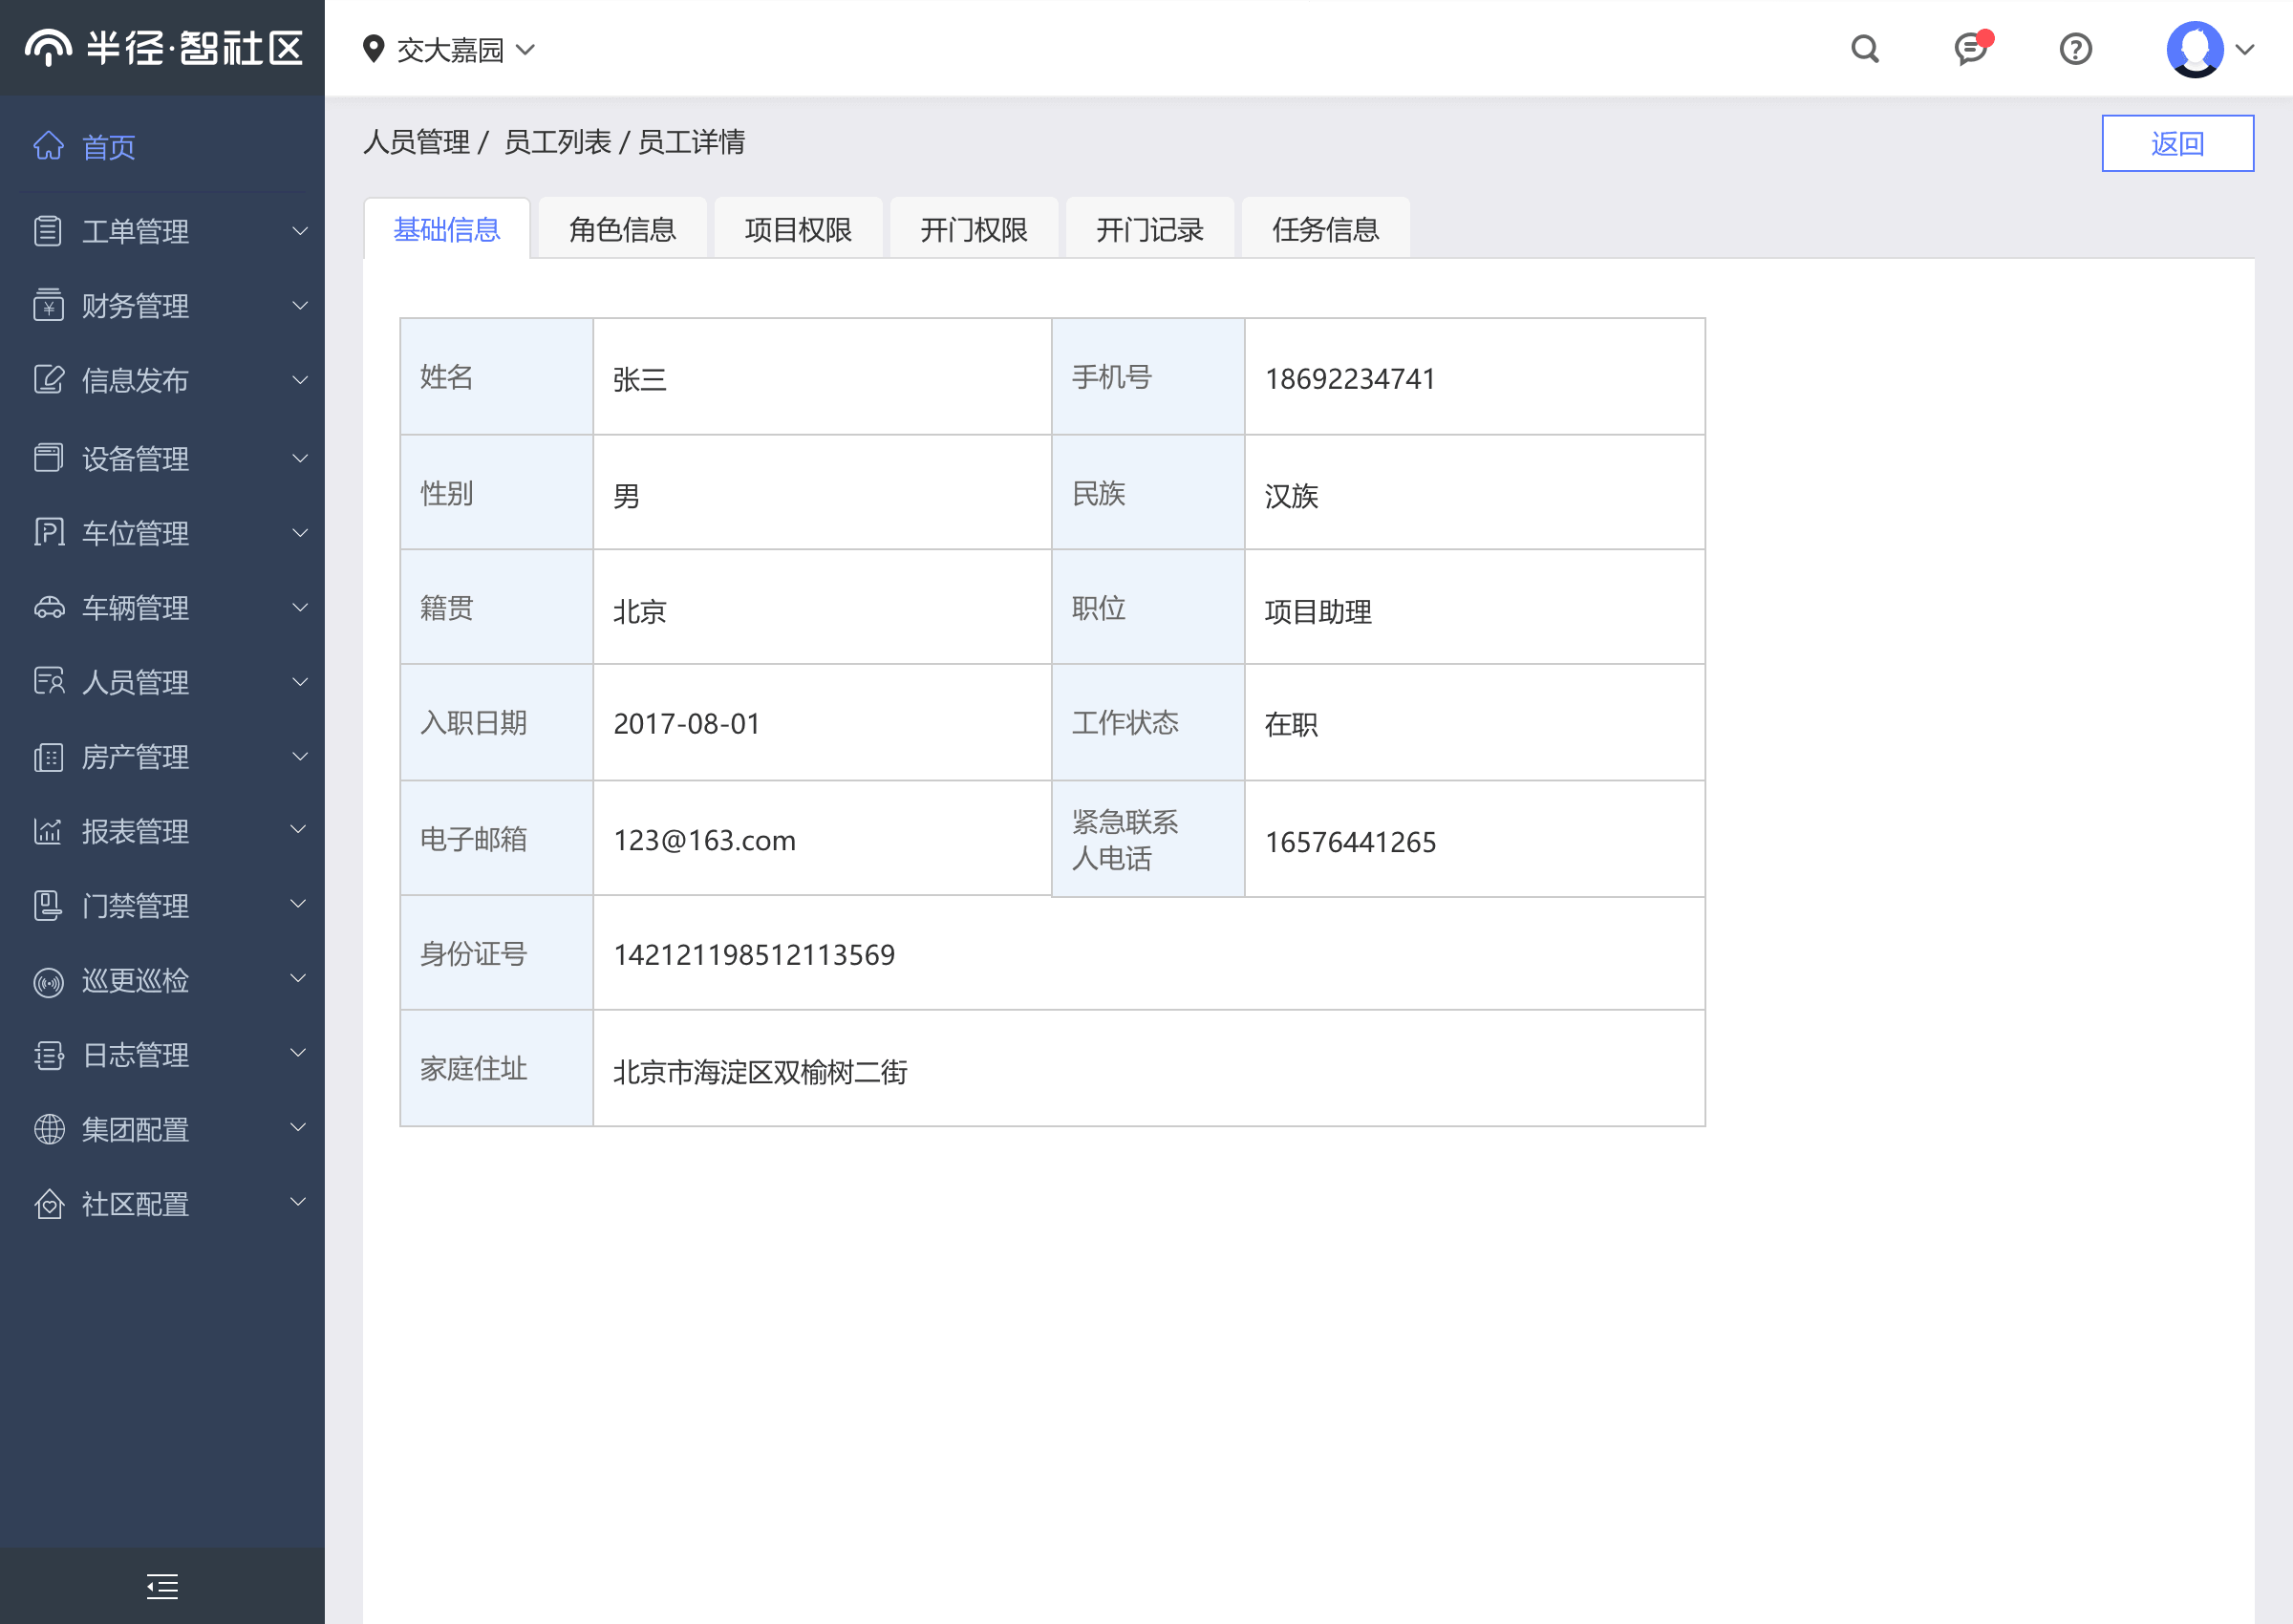 半径·智社区
交大嘉园
首页
工单管理
财务管理
信息发布
设备管理
车位管理
车辆管理
人员管理
房产管理
报表管理
门禁管理
巡更巡检
日志管理
集团配置
社区配置
人员管理 / 员工列表 / 员工详情
返回
基础信息 角色信息 项目权限 开门权限 开门记录 任务信息
姓名 张三 手机号 18692234741
性别 男 民族 汉族
籍贯 北京 职位 项目助理
入职日期 2017-08-01 工作状态 在职
电子邮箱 123@163.com 紧急联系
人电话 16576441265
身份证号 142121198512113569
家庭住址 北京市海淀区双榆树二街